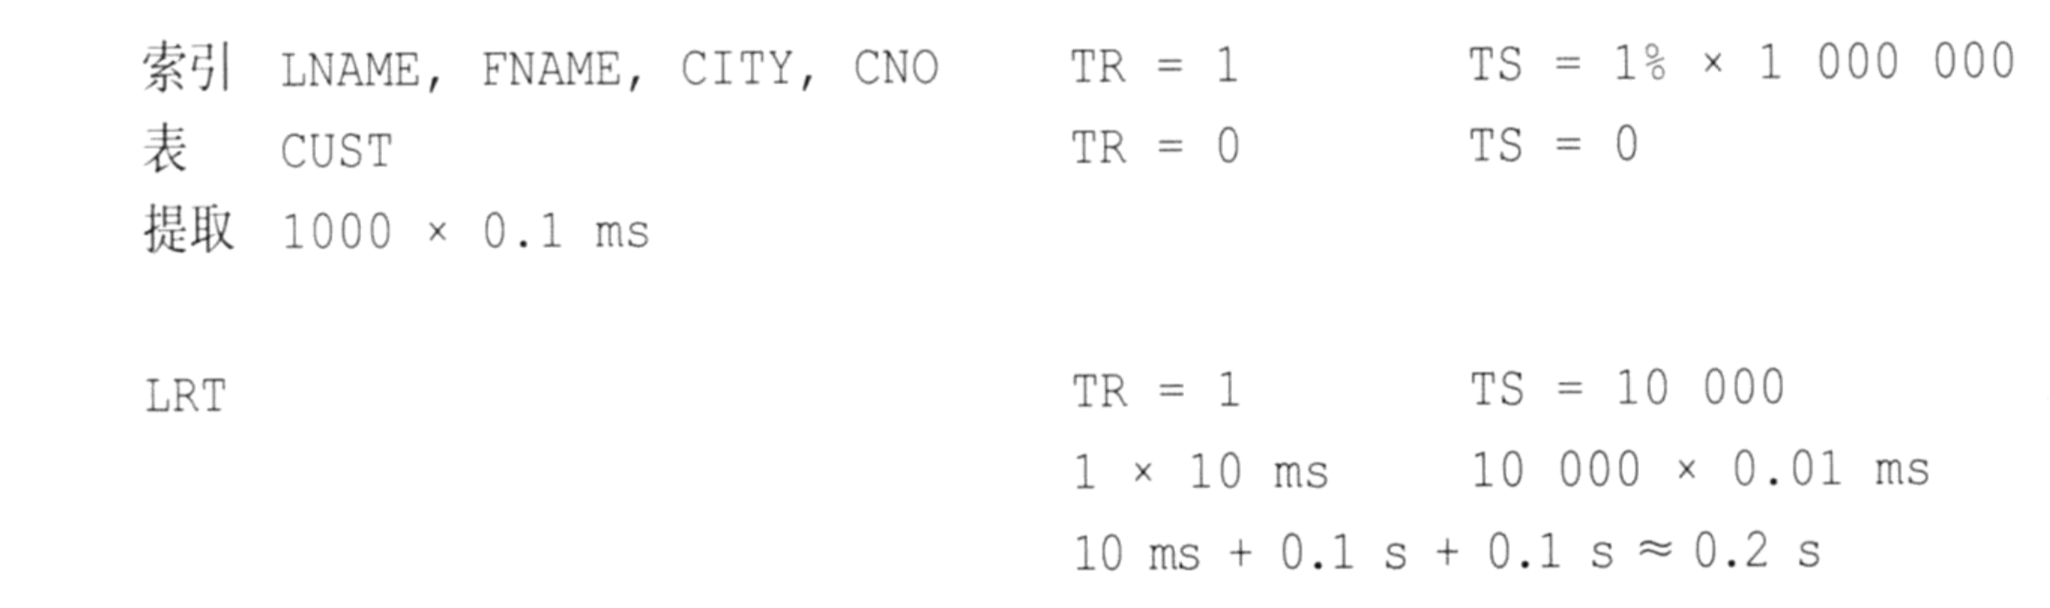 索引 LNAME, FNAME, CITY, CNO TR = 1 TS = 1% × 1 000 000
表 CUST TR = 0 TS = 0
提取 1000 × 0.1 ms
LRT TR = 1 TS = 10 000
1 × 10 ms 10 000 × 0.01 ms
10 ms + 0.1 s + 0.1 s ≈ 0.2 s